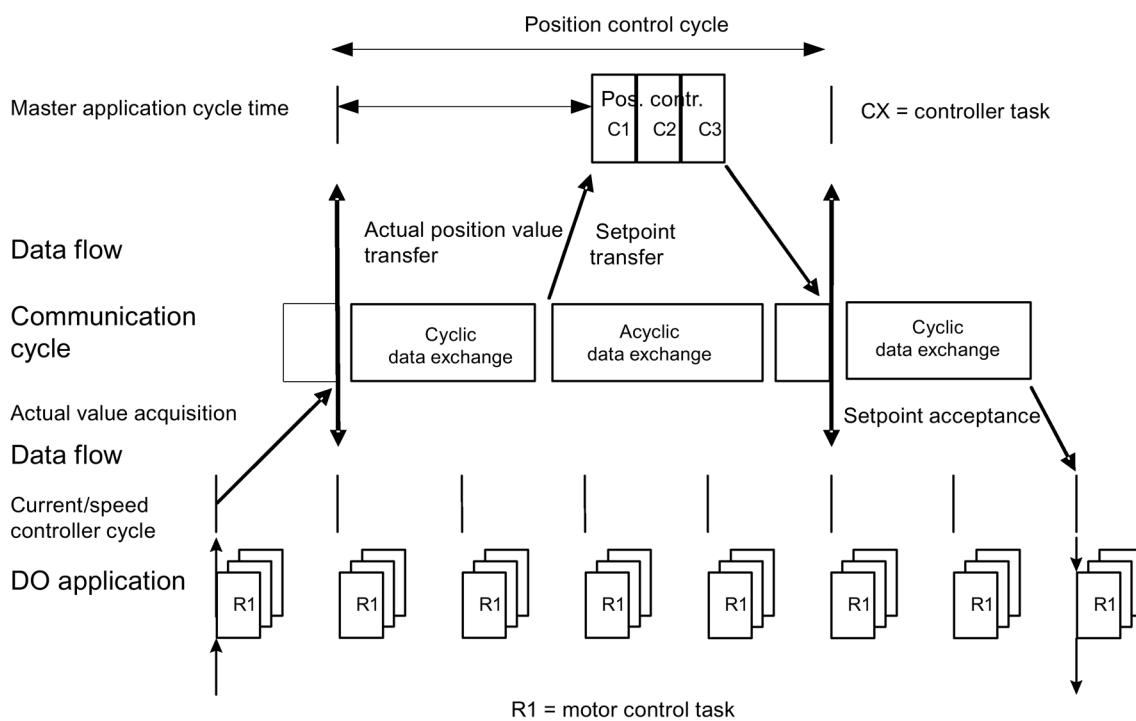 Position control cycle
Master application cycle time
Pos. contr.
C1 C2 C3
CX = controller task
Data flow
Actual position value
transfer
Setpoint
transfer
Communication
cycle
Cyclic
data exchange
Acyclic
data exchange
Cyclic
data exchange
Actual value acquisition
Setpoint acceptance
Data flow
Current/speed
controller cycle
DO application
R1 R1 R1 R1 R1 R1 R1 R1
R1 = motor control task